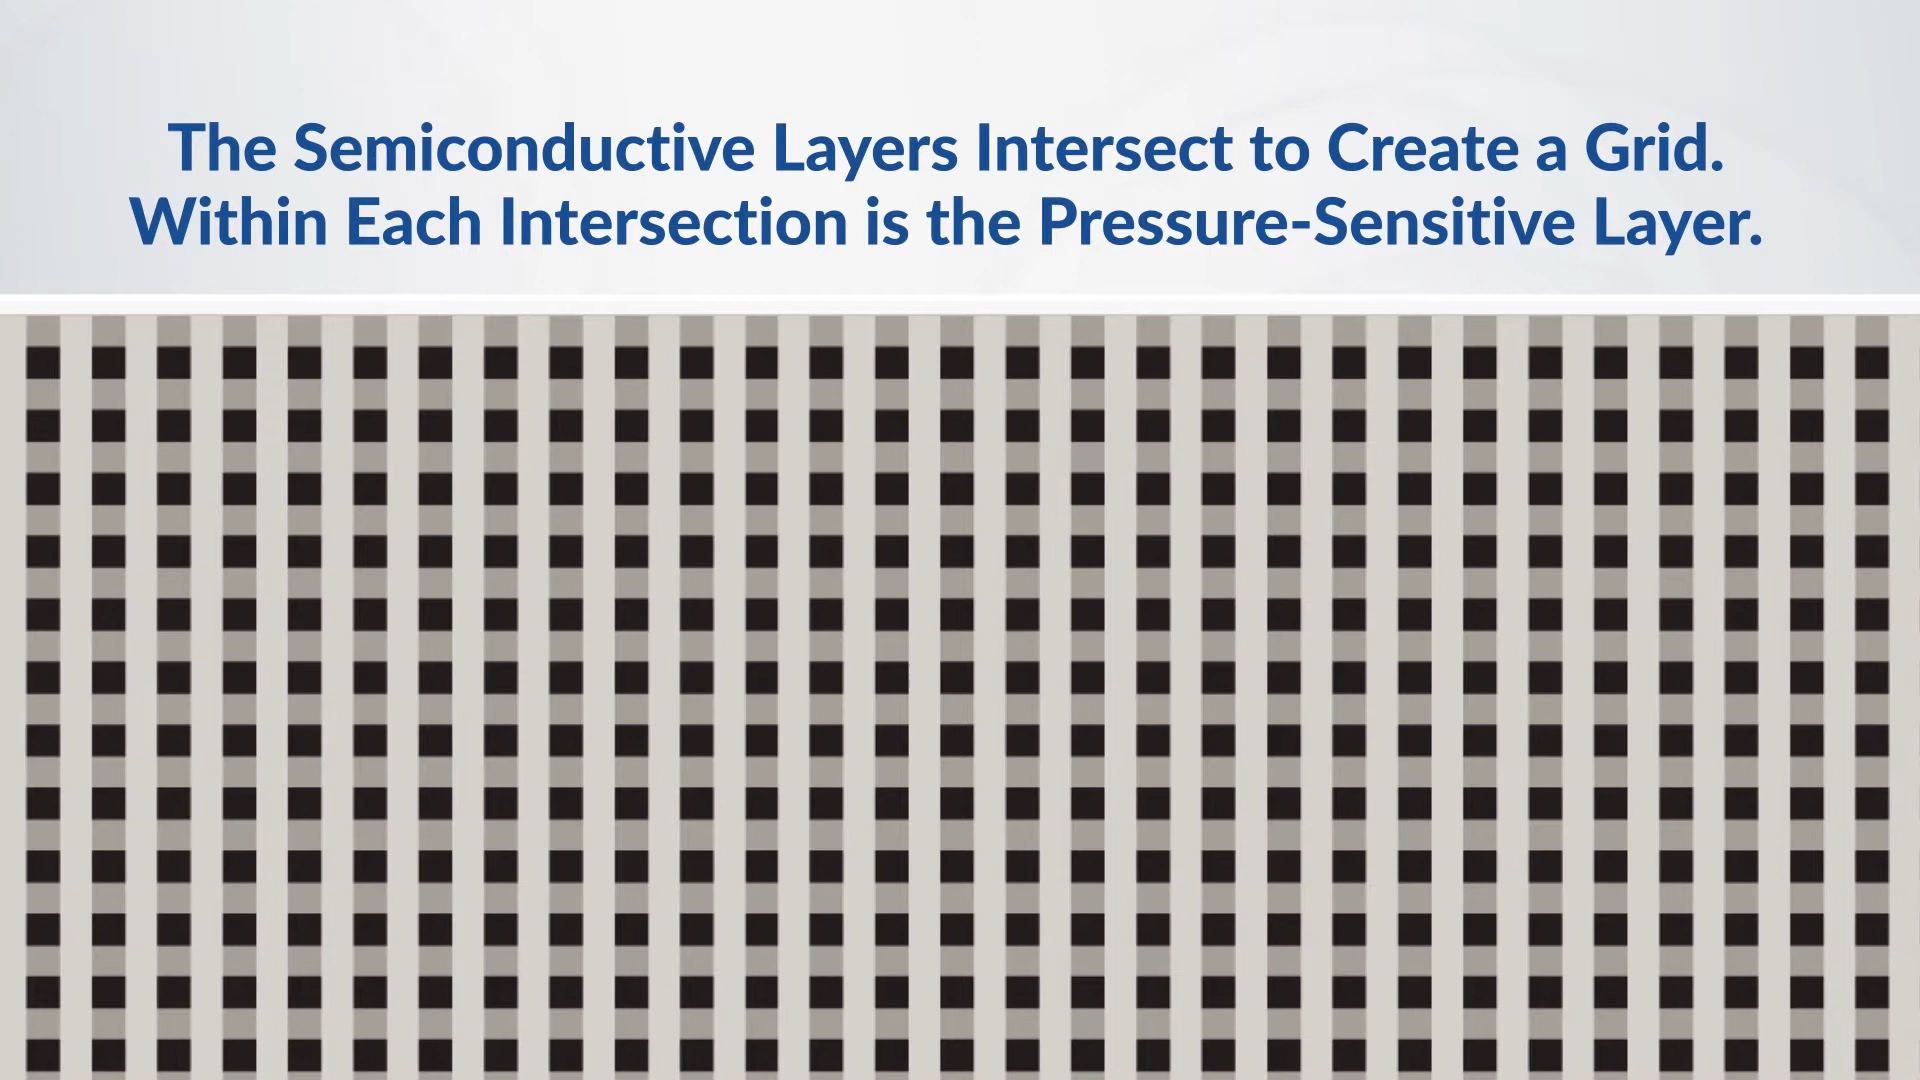 The Semiconductive Layers Intersect to Create a Grid.
Within Each Intersection is the Pressure-Sensitive Layer.